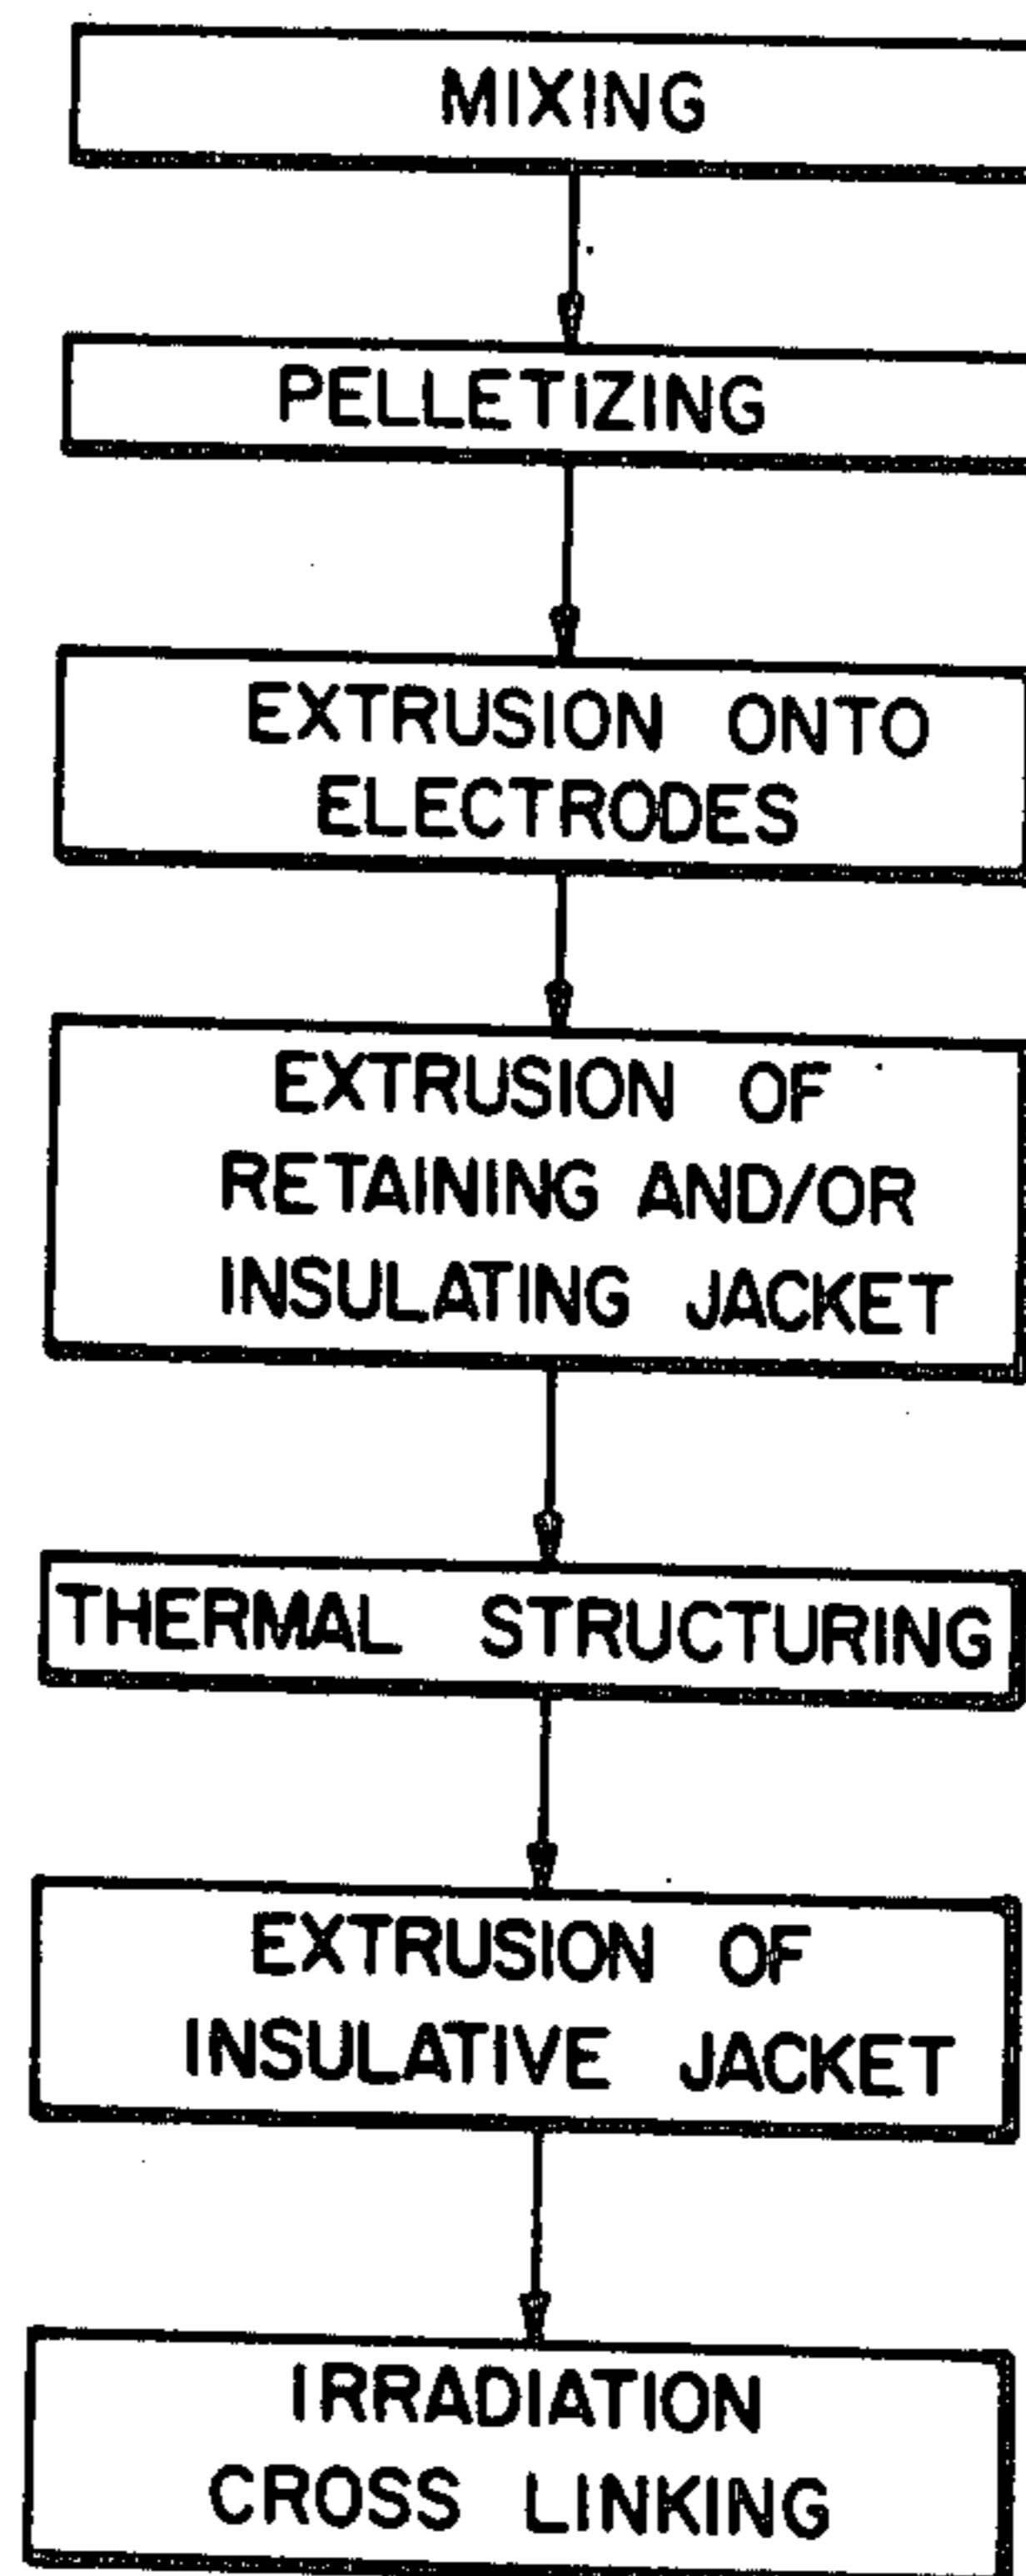 MIXING
PELLETIZING
EXTRUSION ONTO
ELECTRODES
EXTRUSION OF
RETAINING AND/OR
INSULATING JACKET
THERMAL STRUCTURING
EXTRUSION OF
INSULATIVE JACKET
IRRADIATION
CROSS LINKING